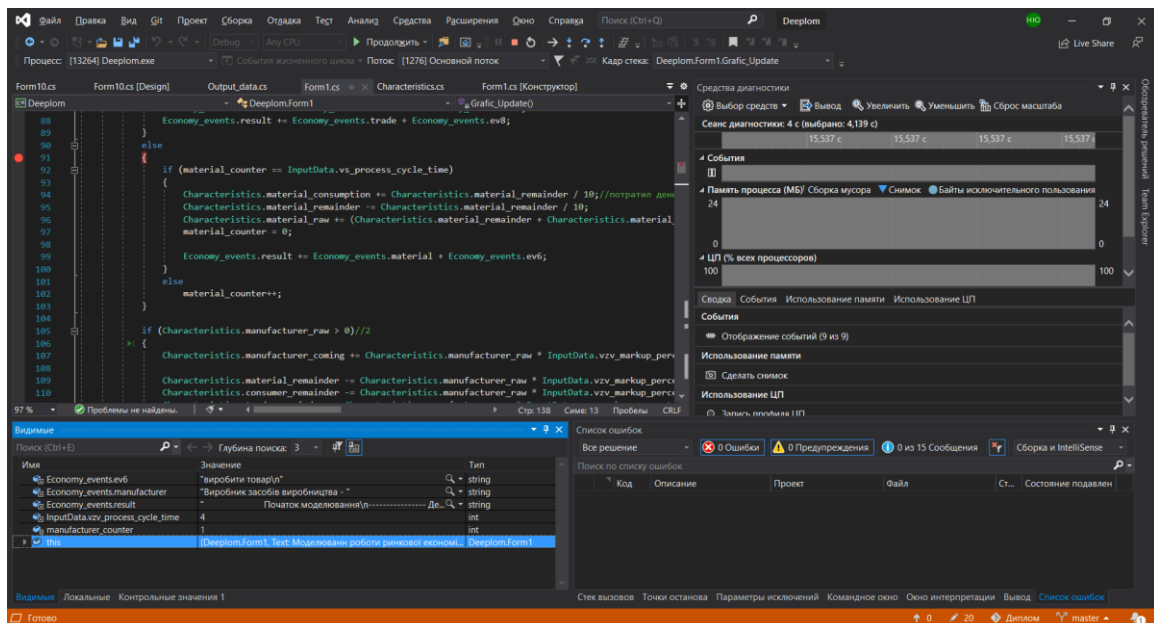 Файл Правка Вид Git Проект Сборка Отладка Тест Анализ Средства Расширения Окно Справка Поиск (Ctrl+Q) Deeplom НЮ
Debug Any CPU Продолжить Live Share
Процесс: [13264] Deeplom.exe События жизненного цикла Поток: [1276] Основной поток Кадр стека: Deeplom.Form1.Grafic_Update
Form10.cs Form10.cs [Design] Output_data.cs Form1.cs Characteristics.cs Form1.cs [Конструктор]
Deeplom Deeplom.Form1 Grafic_Update()
88 Economy_events.result += Economy_events.trade + Economy_events.ev8;
89 }
90 else
91 {
92 if (material_counter == InputData.vs_process_cycle_time)
93 {
94 Characteristics.material_consumption += Characteristics.material_remainder / 10;//потратил ден
95 Characteristics.material_remainder -= Characteristics.material_remainder / 10;
96 Characteristics.material_raw += (Characteristics.material_remainder + Characteristics.material_
97 material_counter = 0;
98
99 Economy_events.result += Economy_events.material + Economy_events.ev6;
100 }
101 else
102 material_counter++;
103 }
104
105 if (Characteristics.manufacturer_raw > 0)//2
106 {
107 Characteristics.manufacturer_coming += Characteristics.manufacturer_raw * InputData.vzv_markup_perc
108
109 Characteristics.material_remainder -= Characteristics.manufacturer_raw * InputData.vzv_markup_perce
110 Characteristics.consumer_remainder -= Characteristics.manufacturer_raw * InputData.vzv_markup_perc
97 % Проблемы не найдены. Стр: 138 Симв: 13 Пробелы CRLF
Средства диагностики
Выбор средств Вывод Увеличить Уменьшить Сброс масштаба
Сеанс диагностики: 4 с (выбрано: 4,139 с)
15,537 с 15,537 с 15,537 с 15,537
События
Память процесса (МБ) Сборка мусора Снимок Байты исключительного пользования
24 24
0 0
ЦП (% всех процессоров)
100 100
Сводка События Использование памяти Использование ЦП
События
Отображение событий (9 из 9)
Использование памяти
Сделать снимок
Использование ЦП
Запись профиля ЦП
Обозреватель решений Team Explorer
Видимые
Поиск (Ctrl+E) Глубина поиска: 3
Имя Значение Тип
Economy_events.ev6 "виробити товар\n" string
Economy_events.manufacturer "Виробник засобів виробництва - " string
Economy_events.result " Початок моделювання\n---------------- Де... string
InputData.vzv_process_cycle_time 4 int
manufacturer_counter 1 int
this {Deeplom.Form1, Text: Моделюванн роботи ринкової економі... Deeplom.Form1
Видимые Локальные Контрольные значения 1
Список ошибок
Все решение 0 Ошибки 0 Предупреждения 0 из 15 Сообщения Сборка и IntelliSense
Поиск по списку ошибок
Код Описание Проект Файл Ст... Состояние подавлен
Стек вызовов Точки останова Параметры исключений Командное окно Окно интерпретации Вывод Список ошибок
Готово 0 20 Диплом master